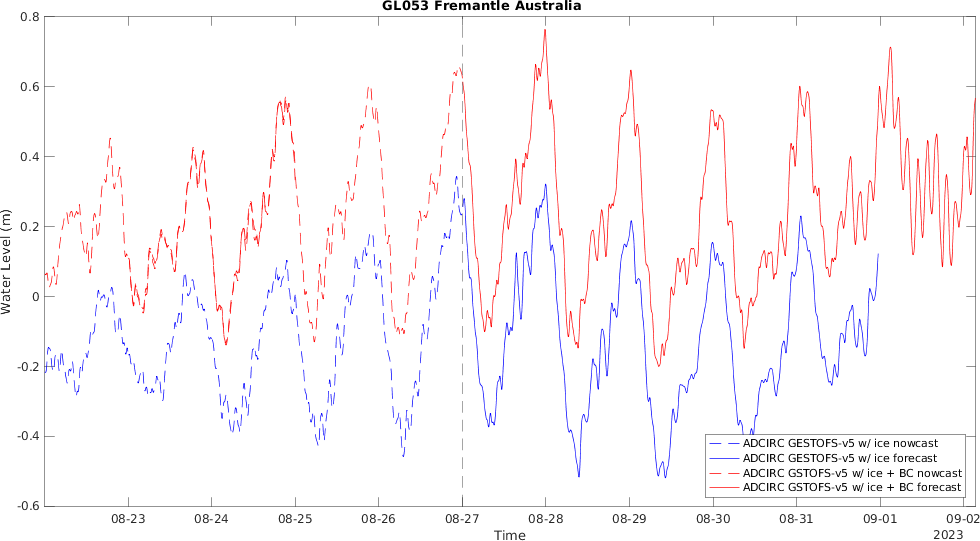 GL053 Fremantle Australia
Water Level (m)
0.8
0.6
0.4
0.2
0
-0.2
-0.4
-0.6
ADCIRC GESTOFS-v5 w/ ice nowcast
ADCIRC GESTOFS-v5 w/ ice forecast
ADCIRC GSTOFS-v5 w/ ice + BC nowcast
ADCIRC GSTOFS-v5 w/ ice + BC forecast
08-23 08-24 08-25 08-26 08-27 08-28 08-29 08-30 08-31 09-01 09-02
Time
2023